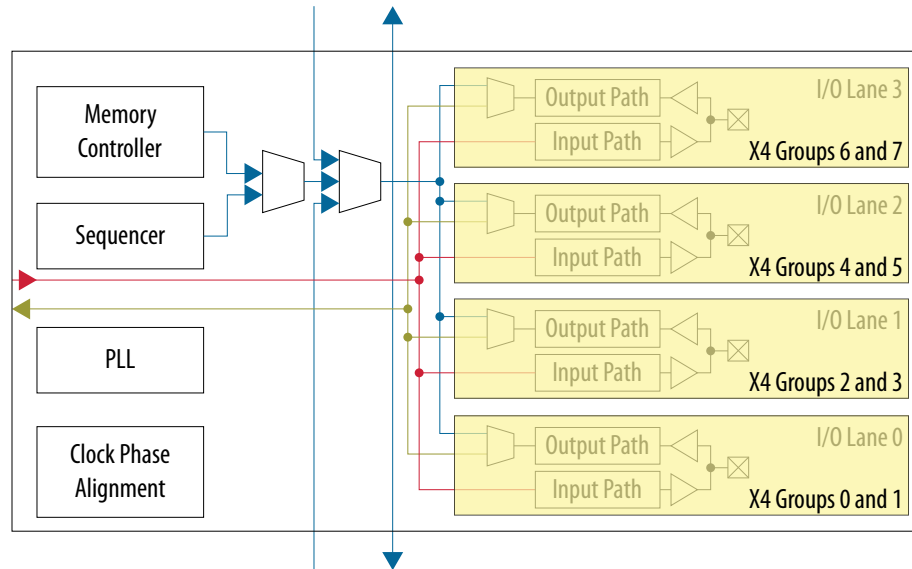 Memory
Controller
Sequencer
PLL
Clock Phase
Alignment
I/O Lane 3
Output Path
Input Path
X4 Groups 6 and 7
I/O Lane 2
Output Path
Input Path
X4 Groups 4 and 5
I/O Lane 1
Output Path
Input Path
X4 Groups 2 and 3
I/O Lane 0
Output Path
Input Path
X4 Groups 0 and 1